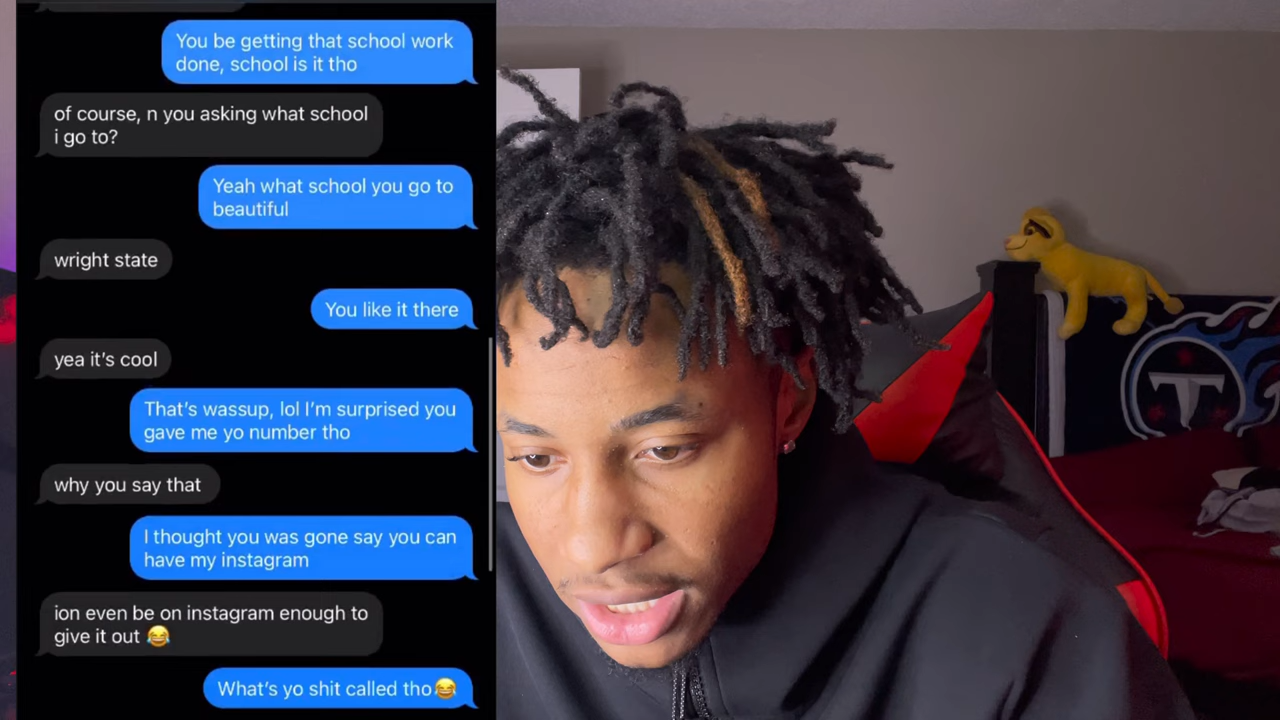 You be getting that school work
done, school is it tho
of course, n you asking what school
i go to?
Yeah what school you go to
beautiful
wright state
You like it there
yea it's cool
That's wassup, lol I'm surprised you
gave me yo number tho
why you say that
I thought you was gone say you can
have my instagram
ion even be on instagram enough to
give it out 😂
What's yo shit called tho😂
T